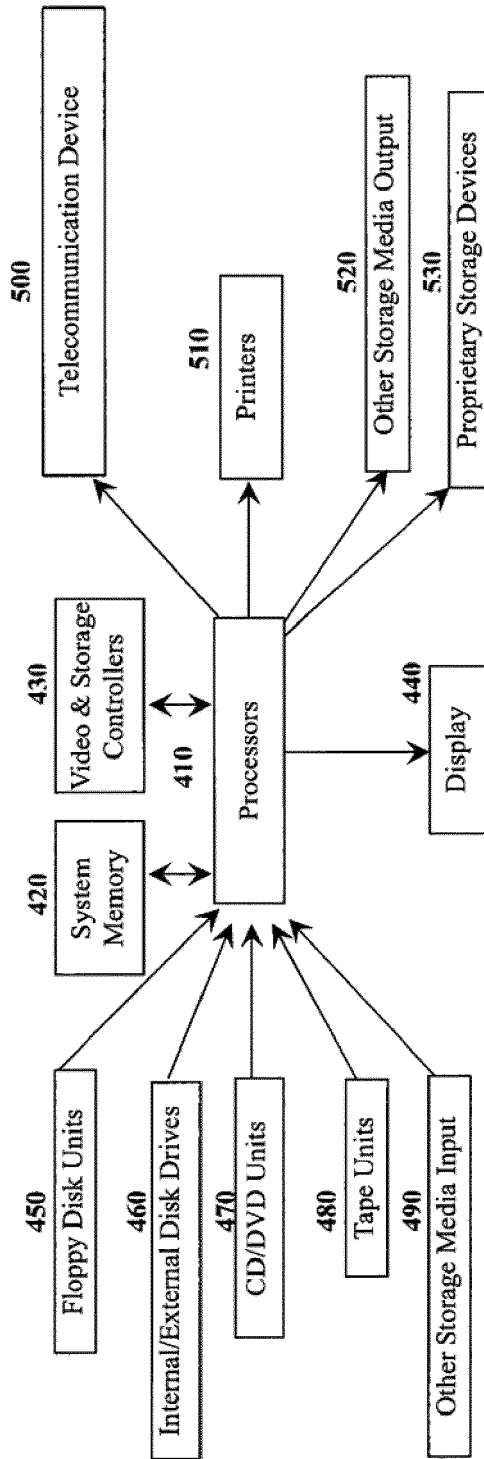 450
Floppy Disk Units
460
Internal/External Disk Drives
470
CD/DVD Units
480
Tape Units
490
Other Storage Media Input
420
System
Memory
430
Video & Storage
Controllers
410
Processors
440
Display
500
Telecommunication Device
510
Printers
520
Other Storage Media Output
530
Proprietary Storage Devices